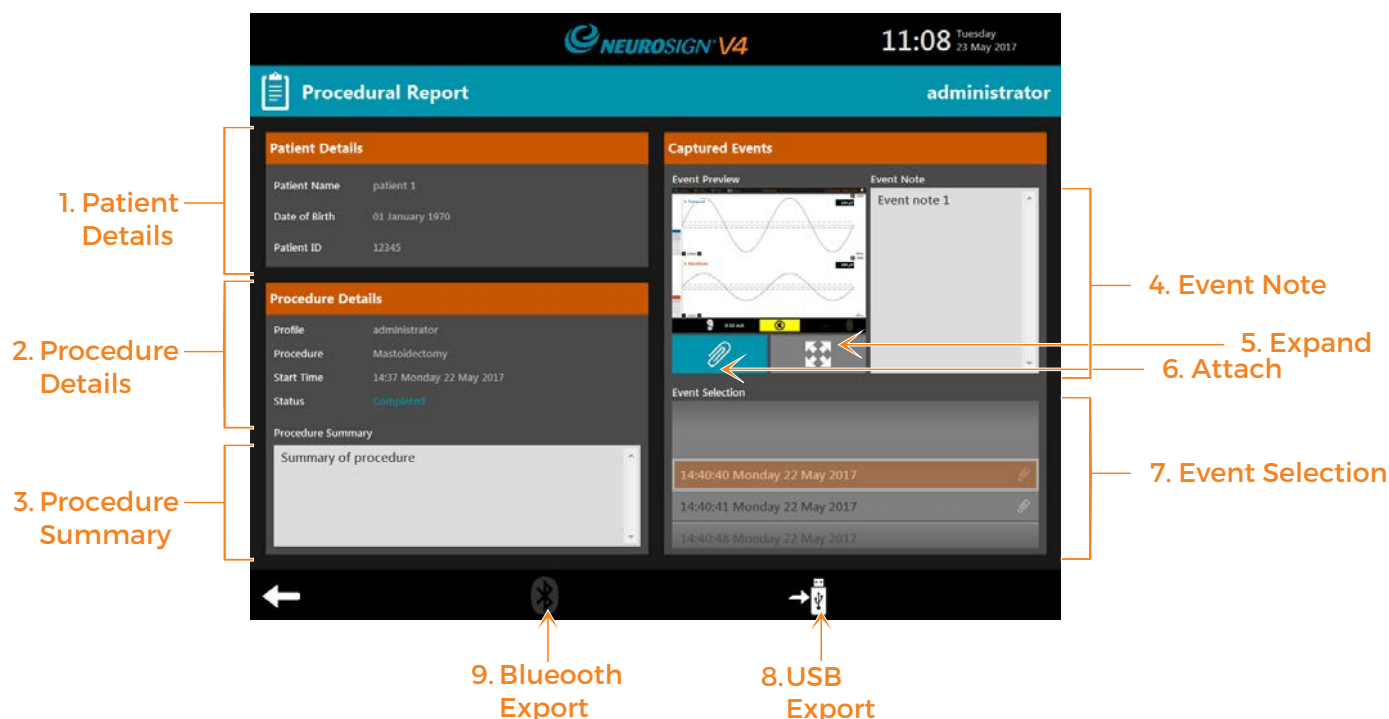 NEUROSIGN V4
11:08 Tuesday
23 May 2017
Procedural Report
administrator
1. Patient
Details
Patient Details
Patient Name patient 1
Date of Birth 01 January 1970
Patient ID 12345
2. Procedure
Details
Procedure Details
Profile administrator
Procedure Mastoidectomy
Start Time 14:37 Monday 22 May 2017
Status Completed
3. Procedure
Summary
Procedure Summary
Summary of procedure
Captured Events
Event Preview
Event Note
Event note 1
4. Event Note
5. Expand
6. Attach
Event Selection
14:40:40 Monday 22 May 2017
14:40:41 Monday 22 May 2017
14:40:48 Monday 22 May 2017
7. Event Selection
9. Blueooth
Export
8. USB
Export